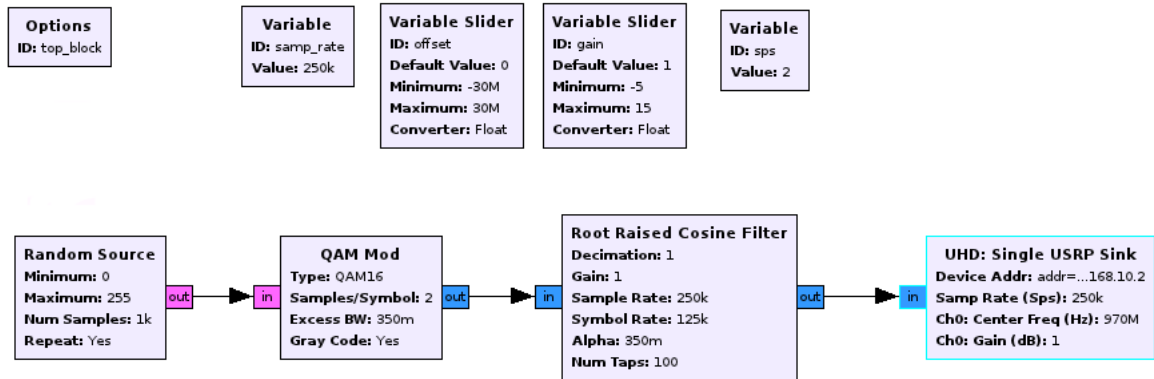 Options
ID: top_block
Variable
ID: samp_rate
Value: 250k
Variable Slider
ID: offset
Default Value: 0
Minimum: -30M
Maximum: 30M
Converter: Float
Variable Slider
ID: gain
Default Value: 1
Minimum: -5
Maximum: 15
Converter: Float
Variable
ID: sps
Value: 2
Random Source
Minimum: 0
Maximum: 255
Num Samples: 1k
Repeat: Yes
out
in
QAM Mod
Type: QAM16
Samples/Symbol: 2
Excess BW: 350m
Gray Code: Yes
out
in
Root Raised Cosine Filter
Decimation: 1
Gain: 1
Sample Rate: 250k
Symbol Rate: 125k
Alpha: 350m
Num Taps: 100
out
in
UHD: Single USRP Sink
Device Addr: addr=...168.10.2
Samp Rate (Sps): 250k
Ch0: Center Freq (Hz): 970M
Ch0: Gain (dB): 1